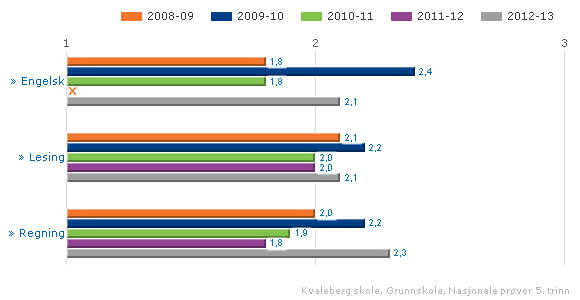 2008-09 2009-10 2010-11 2011-12 2012-13
1 2 3
» Engelsk
1,8
2,4
1,8
2,1
» Lesing
2,1
2,2
2,0
2,0
2,1
» Regning
2,0
2,2
1,9
1,8
2,3
Kvaleberg skole, Grunnskole, Nasjonale prøver 5. trinn